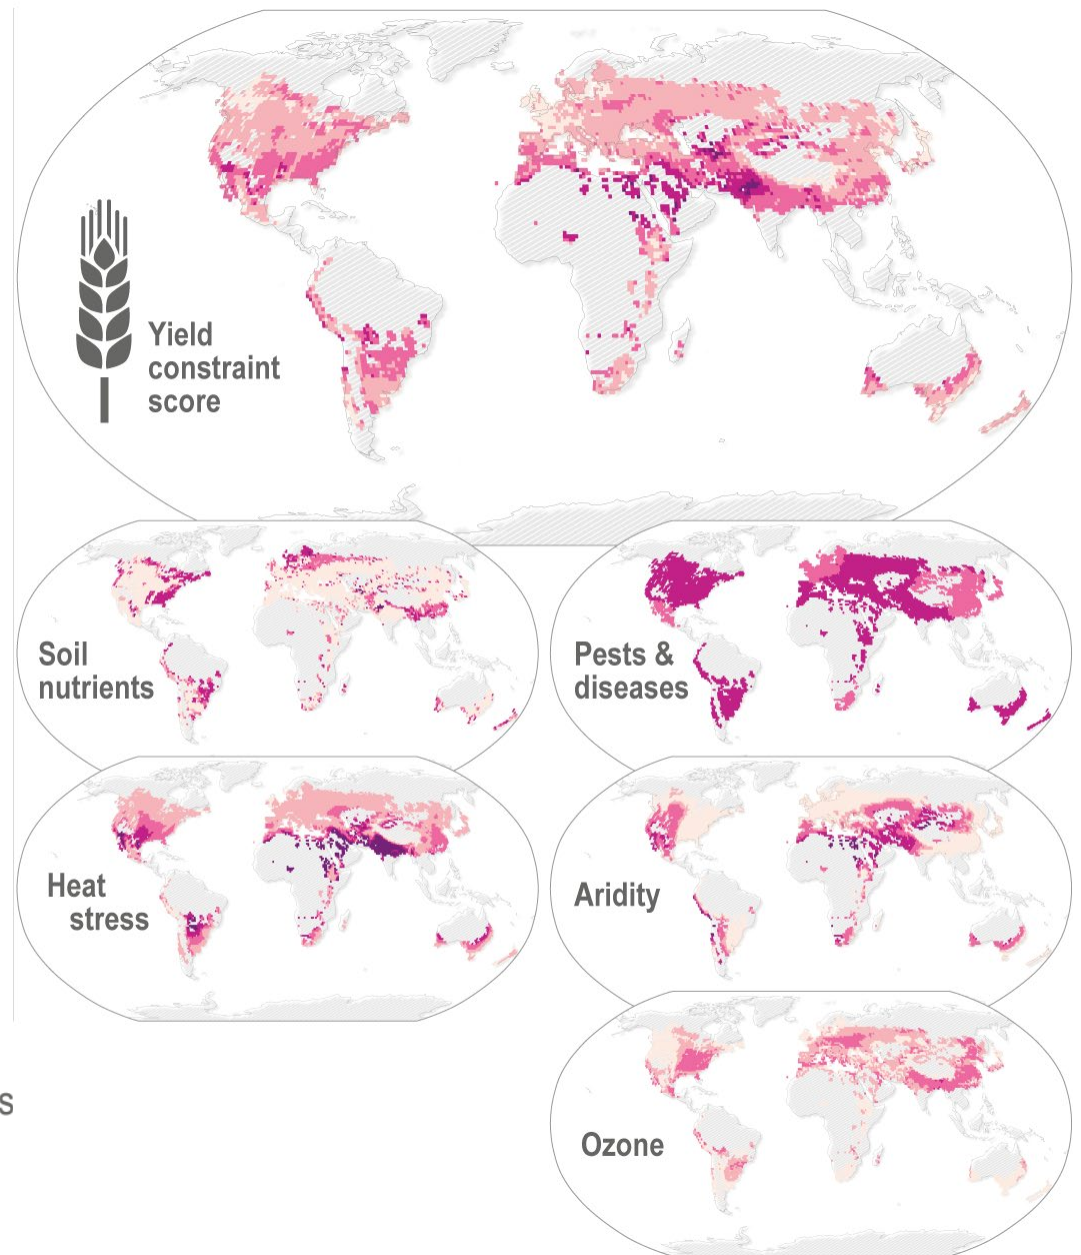 Yield
constraint
score
Soil
nutrients
Pests &
diseases
Heat
stress
Aridity
s
Ozone